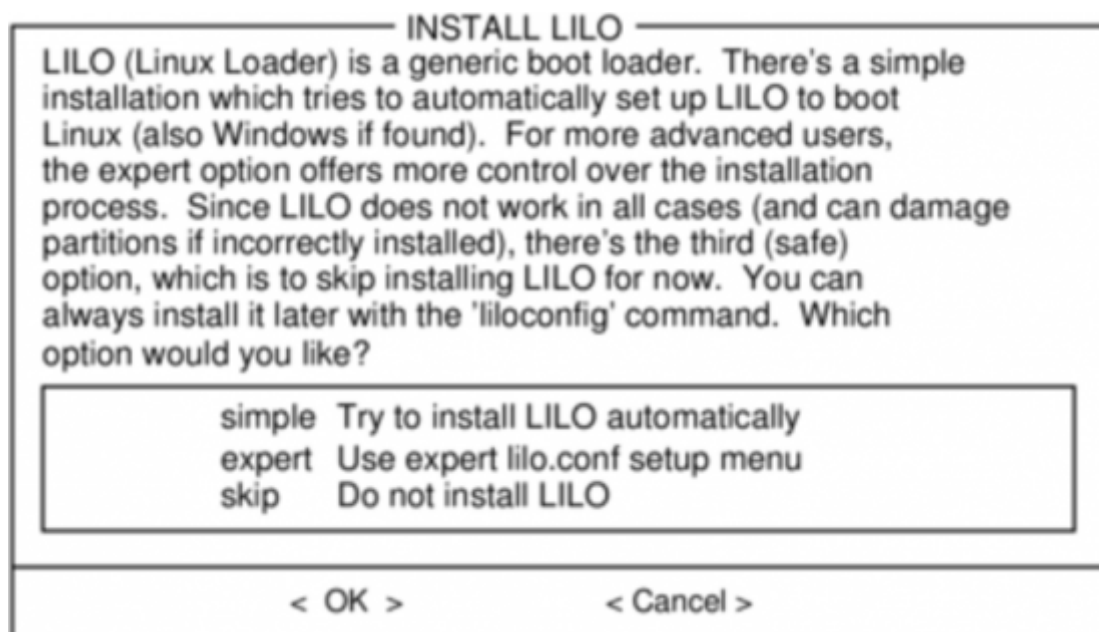 INSTALL LILO
LILO (Linux Loader) is a generic boot loader.  There's a simple
installation which tries to automatically set up LILO to boot
Linux (also Windows if found).  For more advanced users,
the expert option offers more control over the installation
process.  Since LILO does not work in all cases (and can damage
partitions if incorrectly installed), there's the third (safe)
option, which is to skip installing LILO for now.  You can
always install it later with the 'liloconfig' command.  Which
option would you like?
simple  Try to install LILO automatically
expert  Use expert lilo.conf setup menu
skip  Do not install LILO
< OK >  < Cancel >